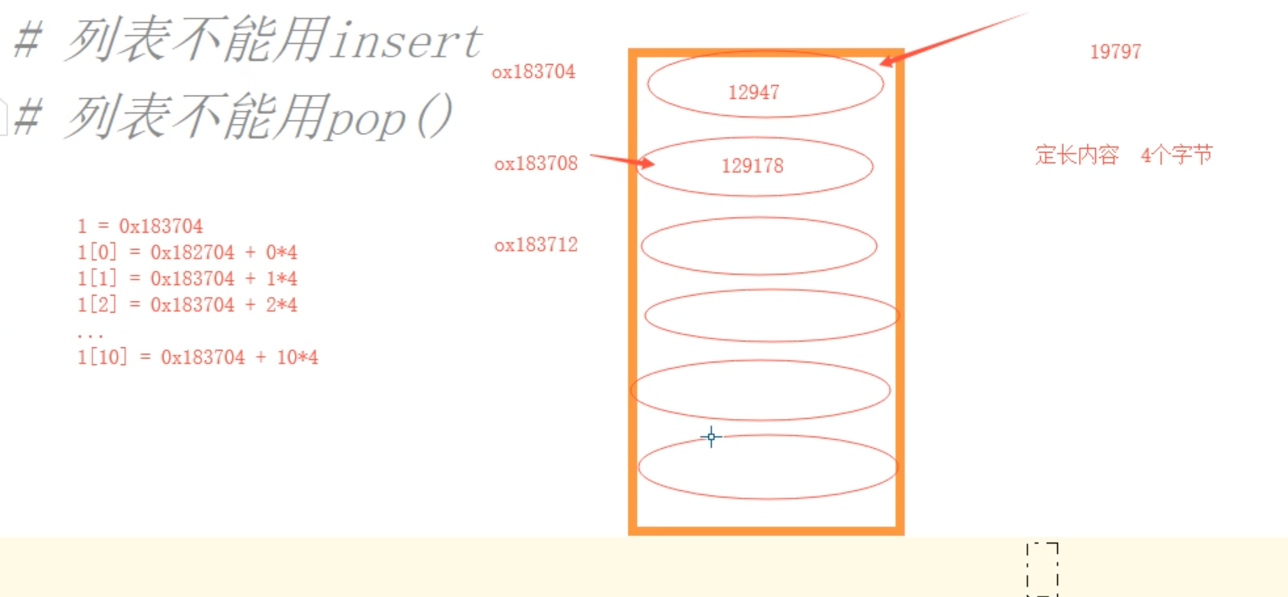 # 列表不能用insert
# 列表不能用pop()
1 = 0x183704
1[0] = 0x182704 + 0*4
1[1] = 0x183704 + 1*4
1[2] = 0x183704 + 2*4
...
1[10] = 0x183704 + 10*4
ox183704
ox183708
ox183712
12947
129178
19797
定长内容 4个字节